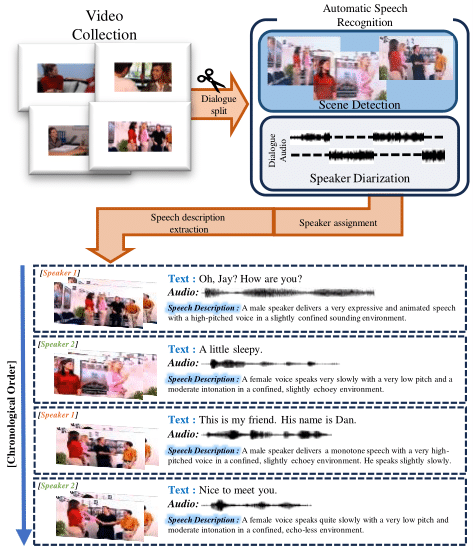 Video
Collection
Automatic Speech
Recognition
Dialogue
split
Scene Detection
Dialogue
Audio
Speaker Diarization
Speech description
extraction
Speaker assignment
[Chronological Order]
[Speaker 1]
Text : Oh, Jay? How are you?
Audio:
Speech Description : A male speaker delivers a very expressive and animated speech
with a high-pitched voice in a slightly confined sounding environment.
[Speaker 2]
Text : A little sleepy.
Audio:
Speech Description : A female voice speaks very slowly with a very low pitch and a
moderate intonation in a confined, slightly echoey environment.
[Speaker 1]
Text : This is my friend. His name is Dan.
Audio:
Speech Description : A male speaker delivers a monotone speech with a very high-
pitched voice in a confined, slightly echoey environment. He speaks slightly slowly.
[Speaker 2]
Text : Nice to meet you.
Audio:
Speech Description : A female voice speaks quite slowly with a very low pitch and
moderate intonation in a confined, echo-less environment.